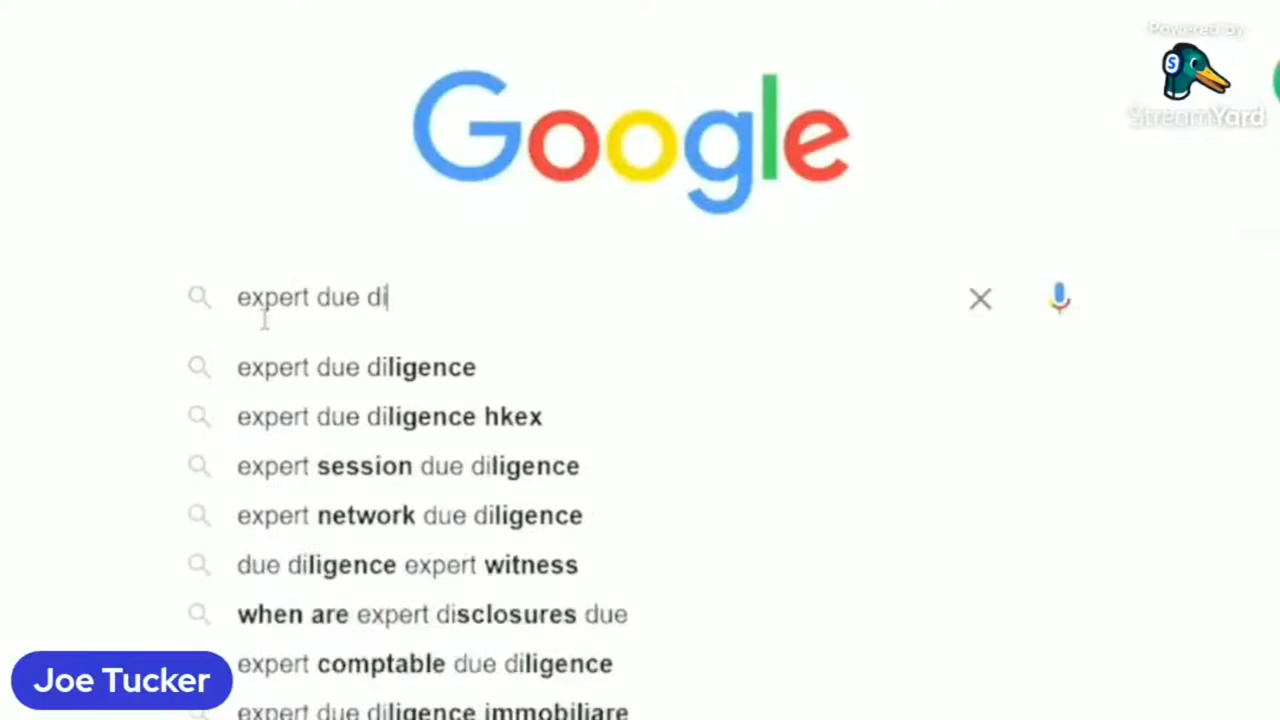 Powered by
StreamYard
Google
expert due di
expert due diligence
expert due diligence hkex
expert session due diligence
expert network due diligence
due diligence expert witness
when are expert disclosures due
expert comptable due diligence
Joe Tucker
expert due diligence immobiliare